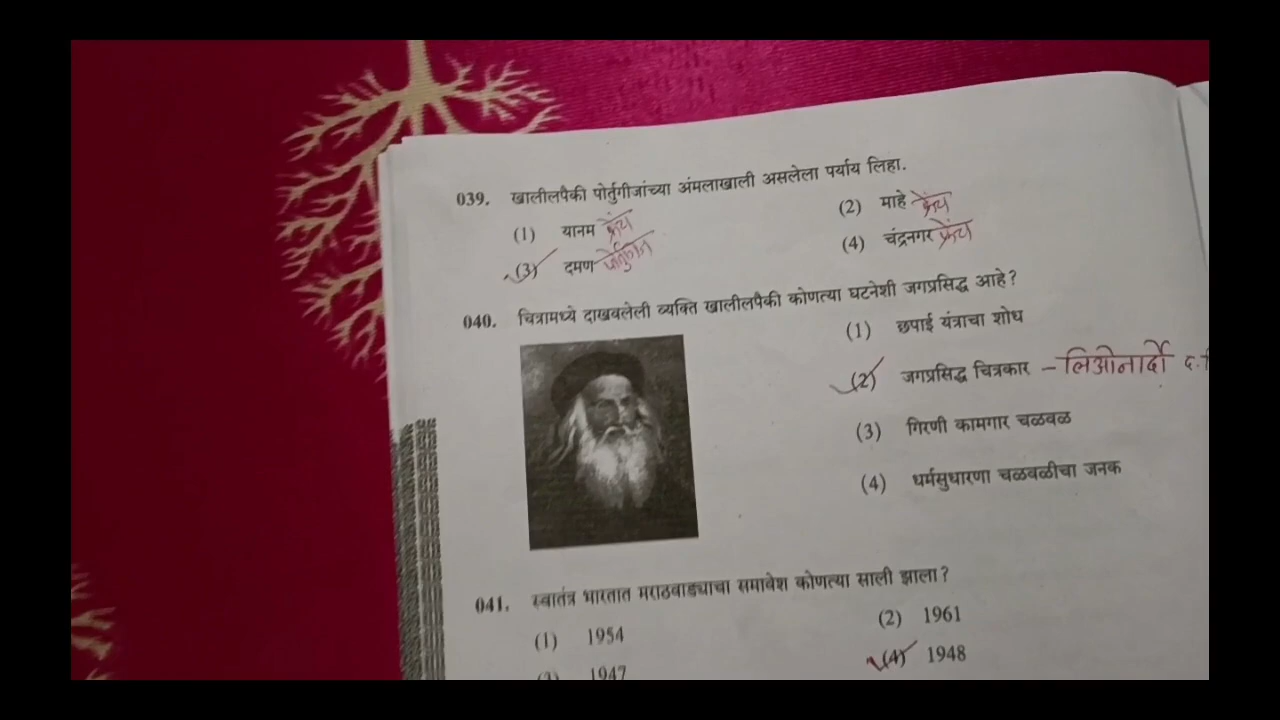 039. खालीलपैकी पोर्तुगीजांच्या अंमलाखाली असलेला पर्याय लिहा.
(1) यानम फ्रेंच (2) माहे फ्रेंच
(3) दमण पोर्तुगीज (4) चंद्रनगर फ्रेंच
040. चित्रामध्ये दाखवलेली व्यक्ति खालीलपैकी कोणत्या घटनेशी जगप्रसिद्ध आहे?
(1) छपाई यंत्राचा शोध
(2) जगप्रसिद्ध चित्रकार - लिओनार्दो द.
(3) गिरणी कामगार चळवळ
(4) धर्मसुधारणा चळवळीचा जनक
041. स्वातंत्र भारतात मराठवाड्याचा समावेश कोणत्या साली झाला?
(1) 1954 (2) 1961
1947 (4) 1948